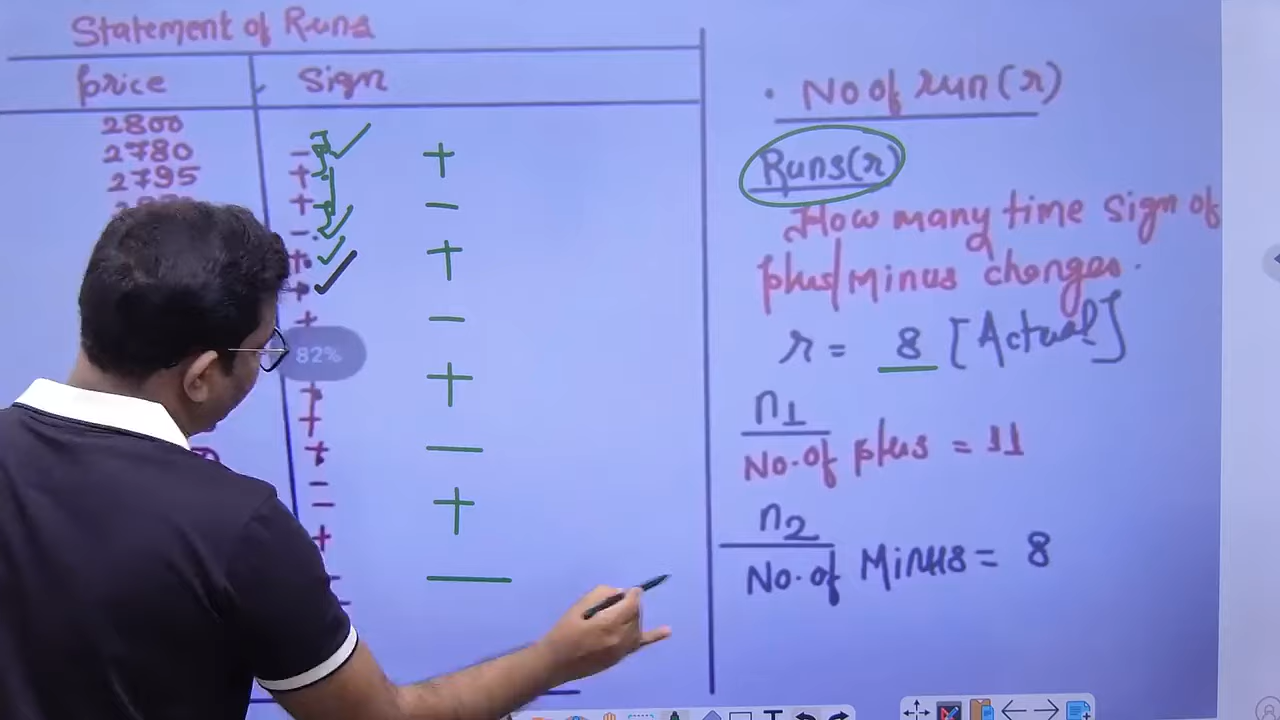 Statement of Runs
Price Sign
2800
2780 - +
2795 +
+ -
-
+ +
+
+ -
82%
+ +
+
+ -
-
- +
+
- -
• No of run(r)
Runs(r)
How many time sign of
plus/Minus changes.
r = 8 [Actual]
n1
No. of plus = 11
n2
No. of Minus = 8